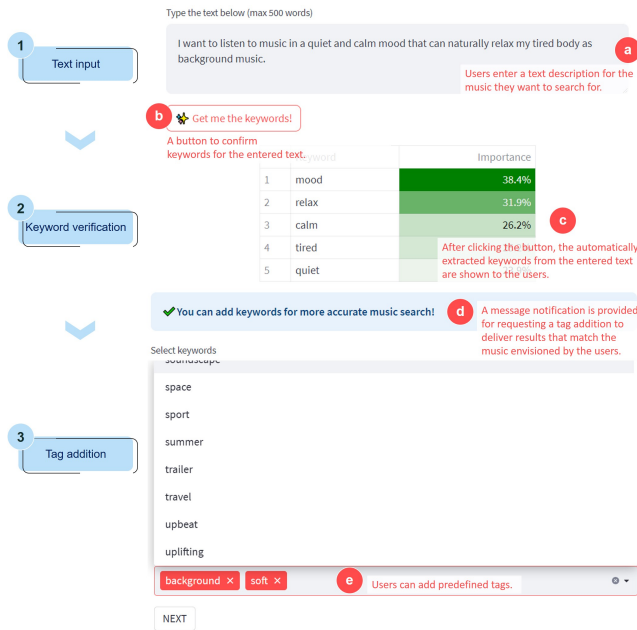 Type the text below (max 500 words)
1
Text input
I want to listen to music in a quiet and calm mood that can naturally relax my tired body as
background music.
a
Users enter a text description for the
music they want to search for.
b
Get me the keywords!
A button to confirm
keywords for the entered text.
2
Keyword verification
Keyword
Importance
1 mood 38.4%
2 relax 31.9%
3 calm 26.2%
4 tired
5 quiet
c
After clicking the button, the automatically
extracted keywords from the entered text
are shown to the users.
You can add keywords for more accurate music search!
d
A message notification is provided
for requesting a tag addition to
deliver results that match the
music envisioned by the users.
Select keywords
soundscape
space
sport
summer
trailer
travel
upbeat
uplifting
3
Tag addition
background ×
soft ×
e
Users can add predefined tags.
NEXT